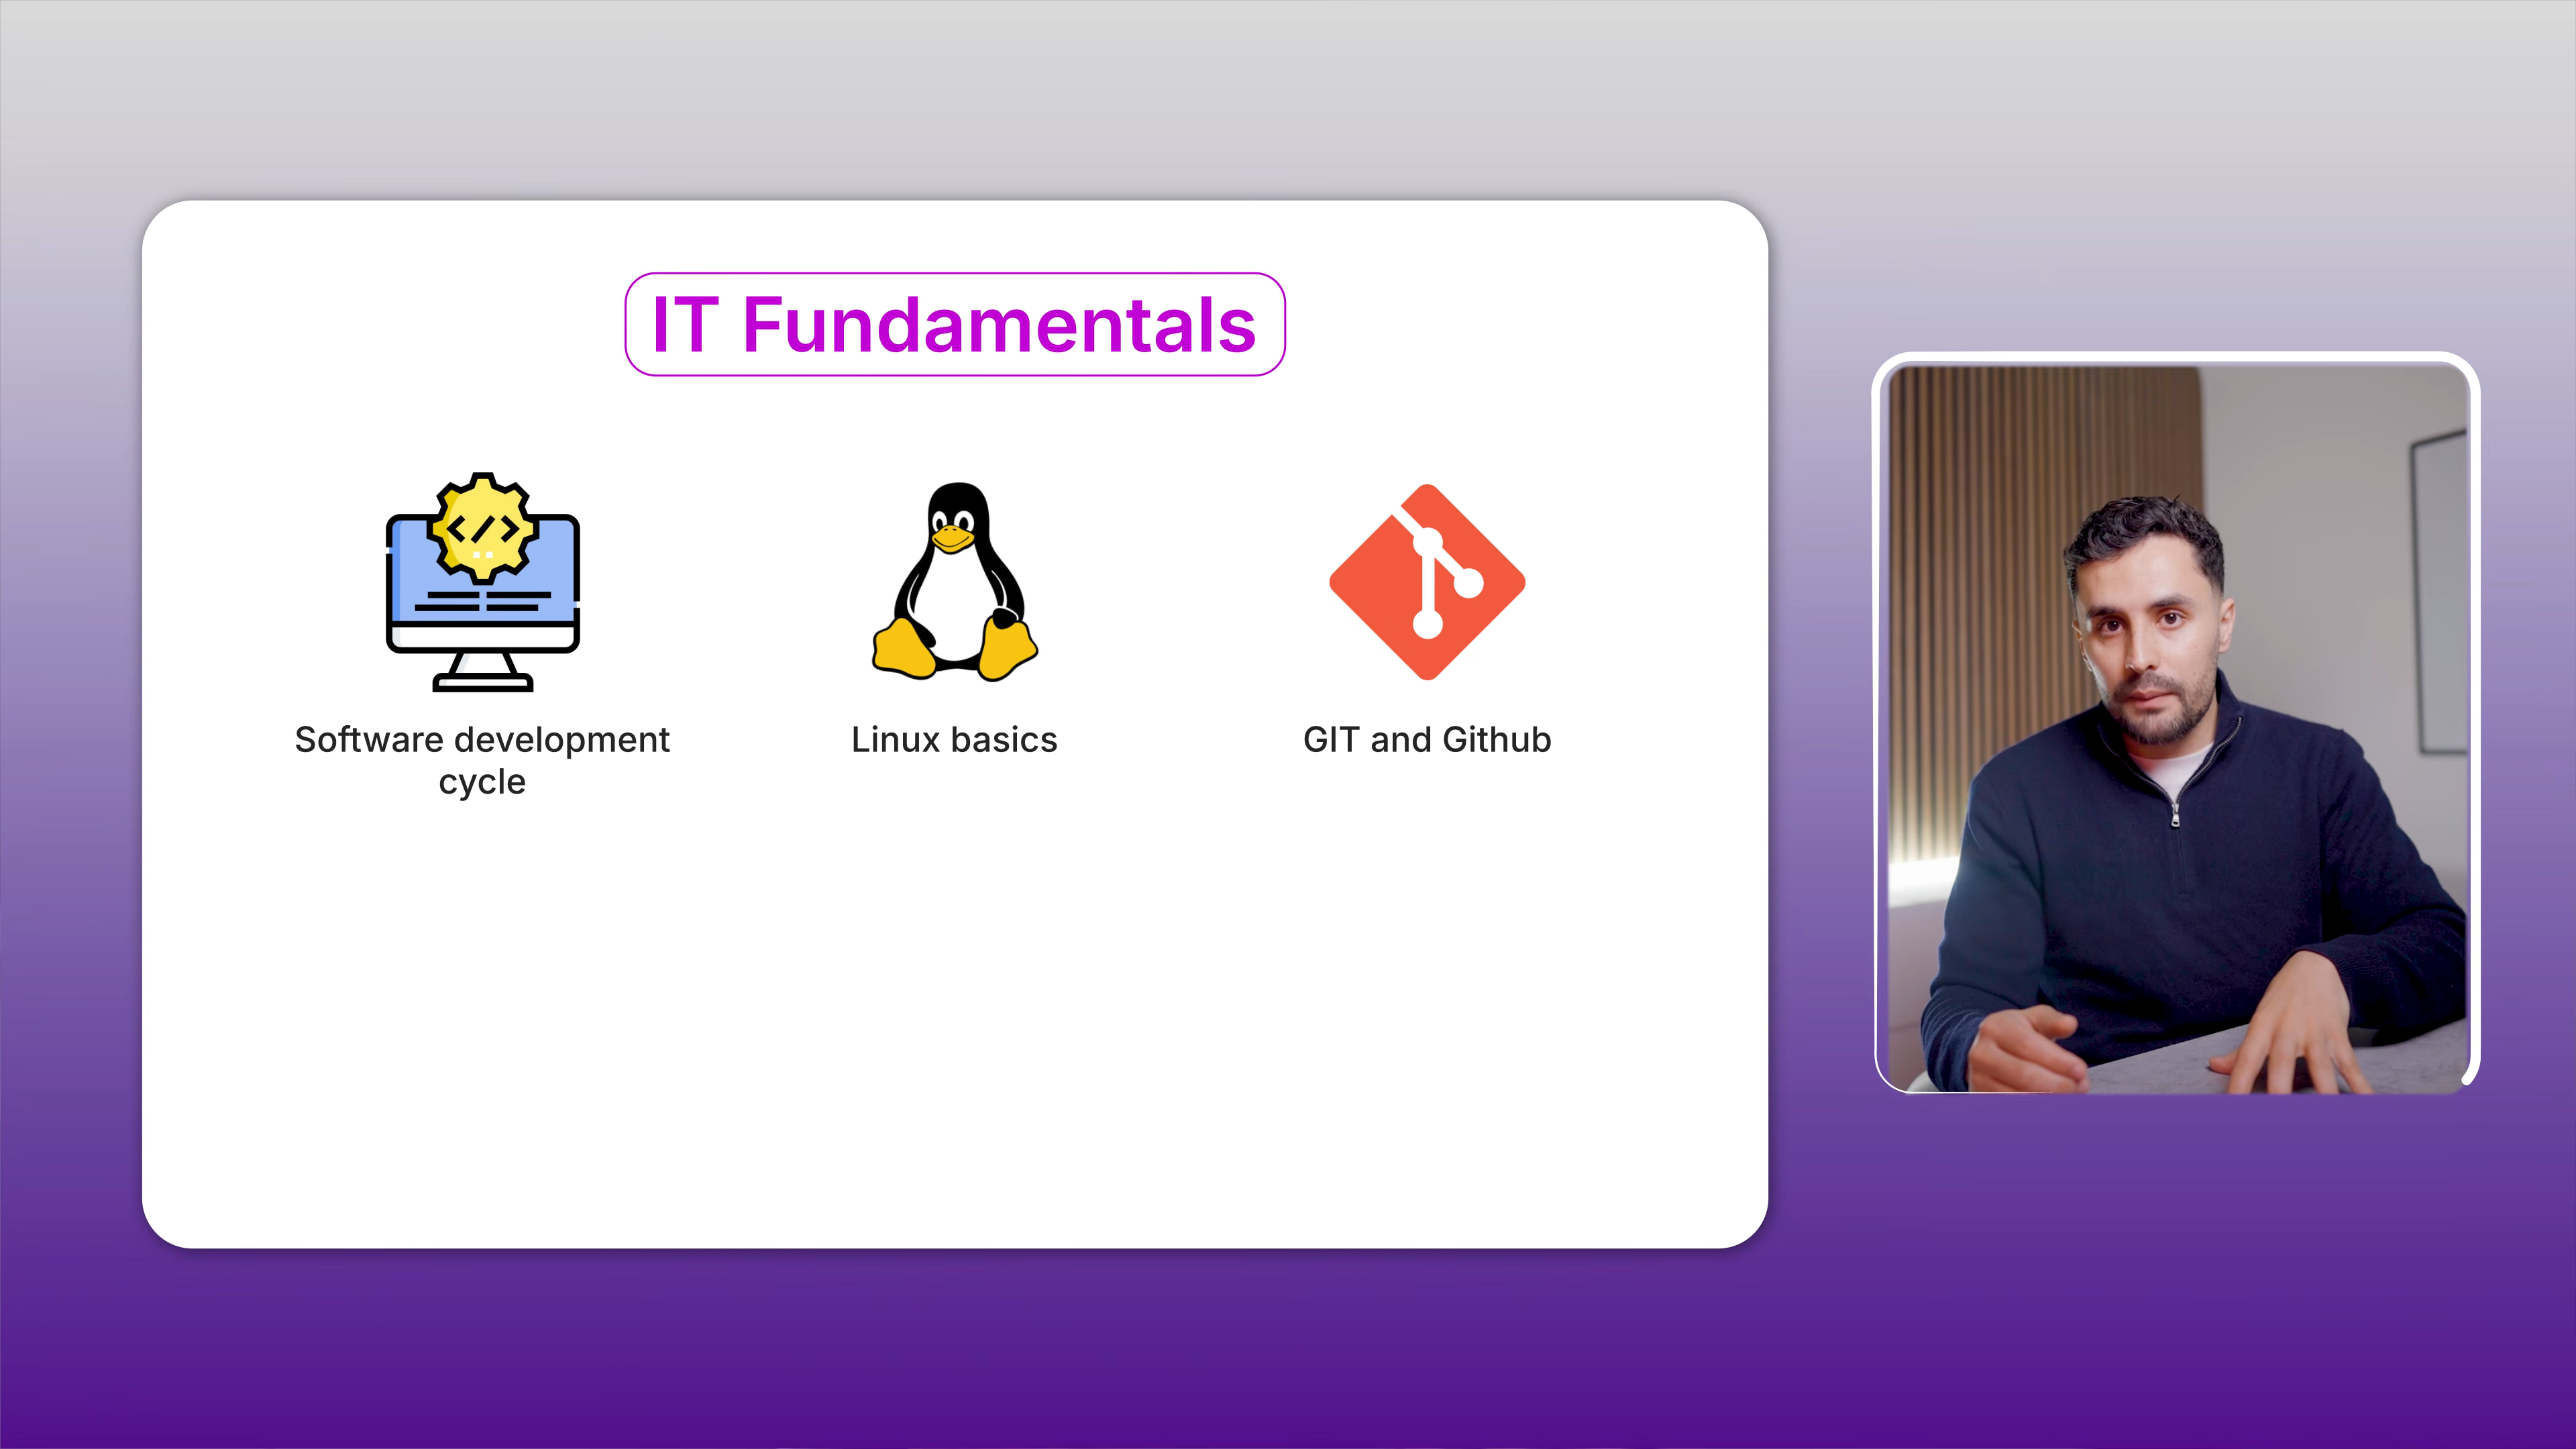 IT Fundamentals
Software development
cycle
Linux basics
GIT and Github